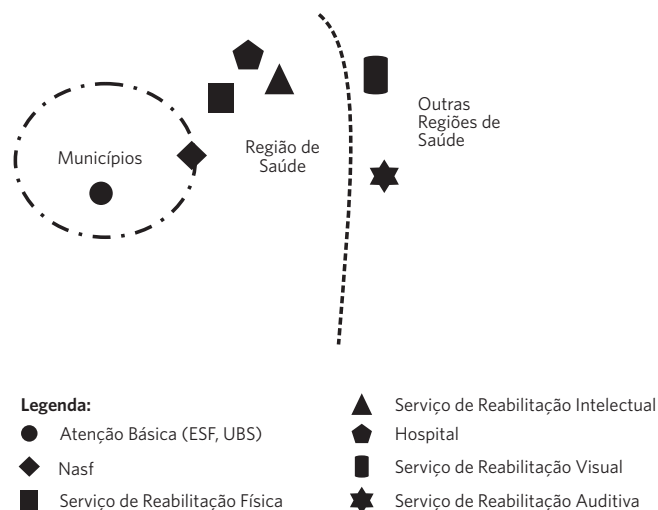 Outras
Regiões de
Saúde
Municípios
Região de
Saúde
Legenda:
Atenção Básica (ESF, UBS)
Nasf
Serviço de Reabilitação Física
Serviço de Reabilitação Intelectual
Hospital
Serviço de Reabilitação Visual
Serviço de Reabilitação Auditiva